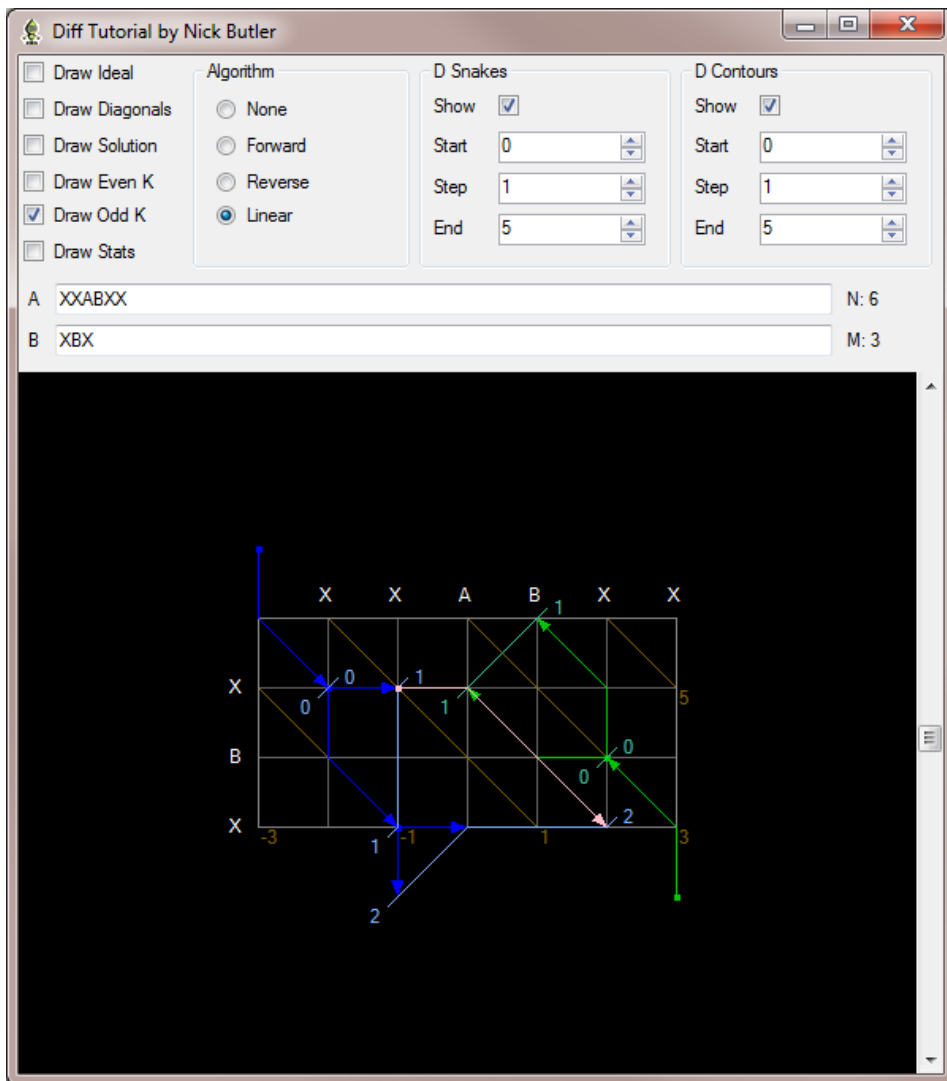 Diff Tutorial by Nick Butler
Draw Ideal
Draw Diagonals
Draw Solution
Draw Even K
Draw Odd K
Draw Stats
Algorithm
None
Forward
Reverse
Linear
D Snakes
Show
Start 0
Step 1
End 5
D Contours
Show
Start 0
Step 1
End 5
A XXABXX N: 6
B XBX M: 3
X X A B X X
1
0 1
X 0 1 5
B 0
0
X -3 -1 1 3
1 2
2